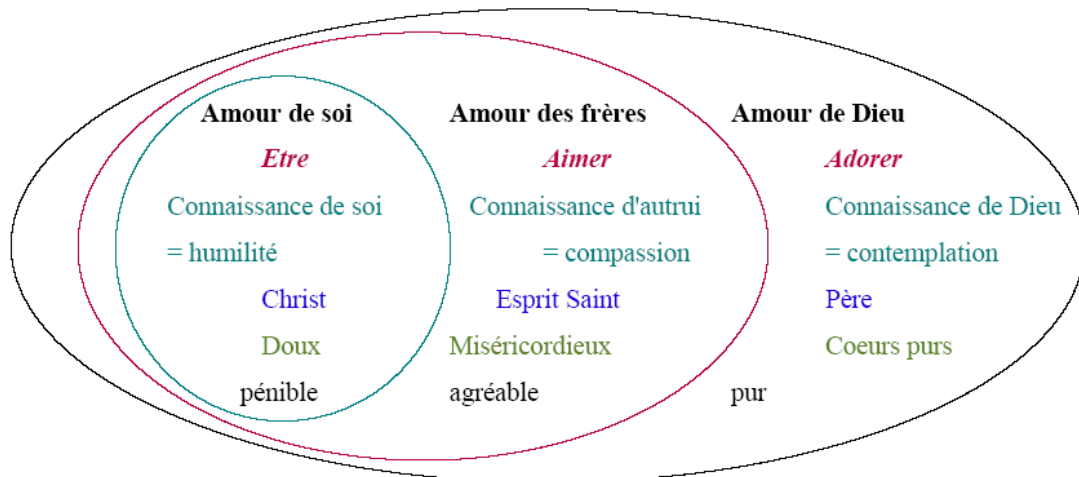 Amour de soi Amour des frères Amour de Dieu
Etre Aimer Adorer
Connaissance de soi Connaissance d'autrui Connaissance de Dieu
= humilité = compassion = contemplation
Christ Esprit Saint Père
Doux Miséricordieux Coeurs purs
pénible agréable pur